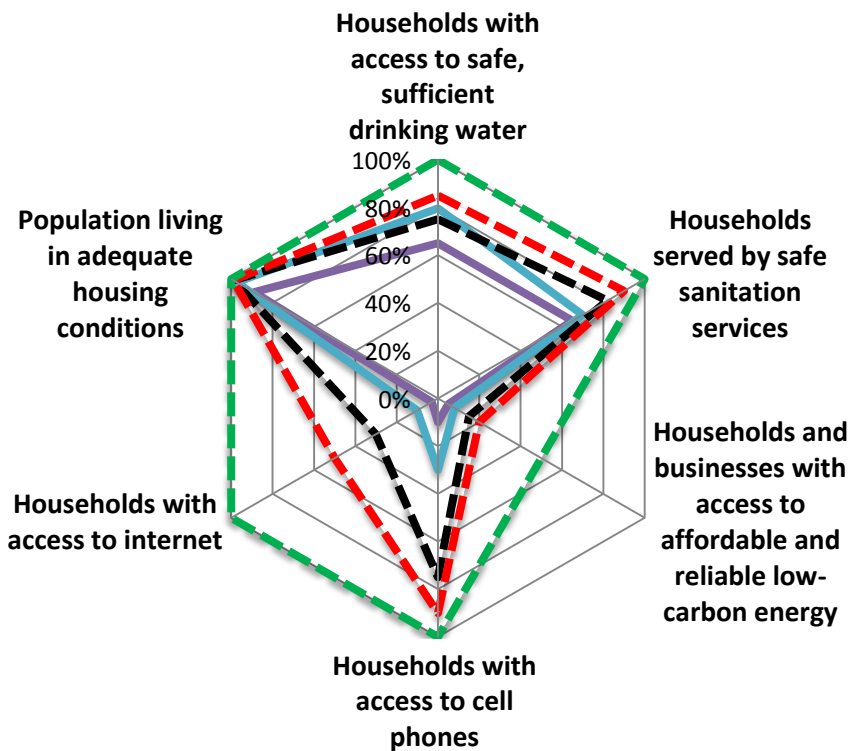 Households with
access to safe,
sufficient
drinking water
100%
80%
60%
40%
20%
0%
Households
served by safe
sanitation
services
Households and
businesses with
access to
affordable and
reliable low-
carbon energy
Households with
access to cell
phones
Households with
access to internet
Population living
in adequate
housing
conditions